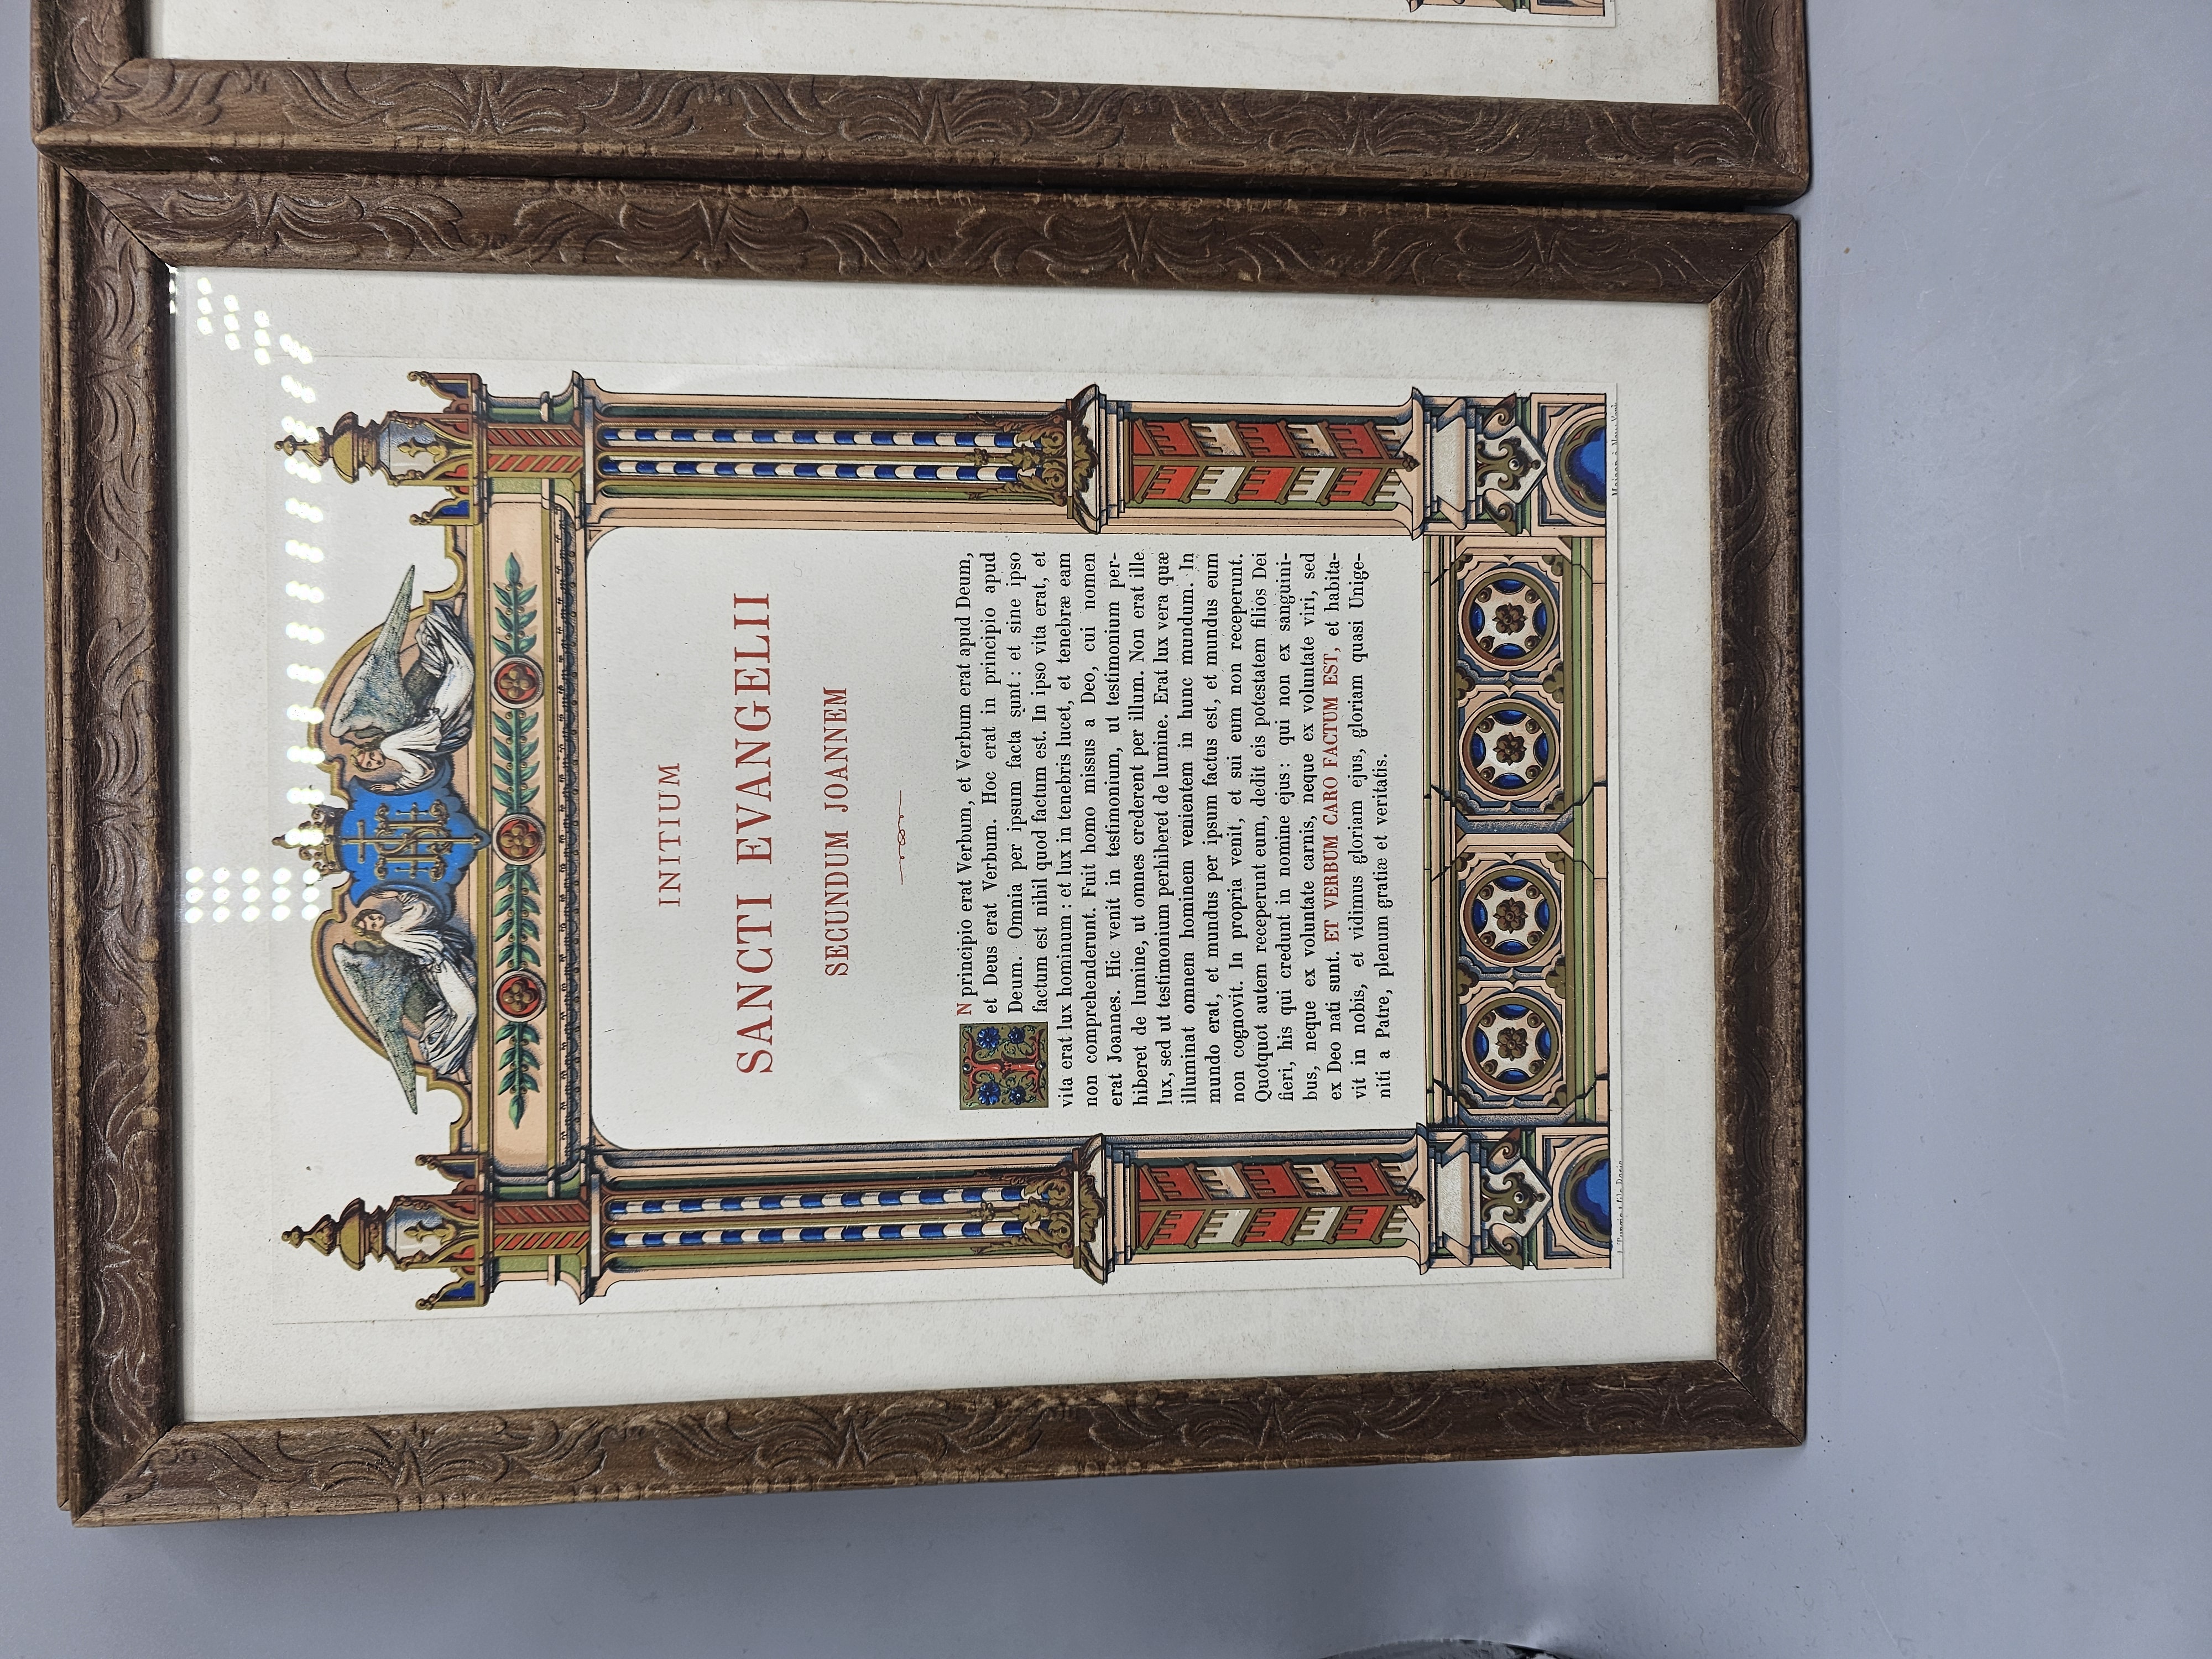 IHS
INITIUM
SANCTI EVANGELII
SECUNDUM JOANNEM
IN principio erat Verbum, et Verbum erat apud Deum,
et Deus erat Verbum. Hoc erat in principio apud
Deum. Omnia per ipsum facta sunt : et sine ipso
factum est nihil quod factum est. In ipso vita erat, et
vita erat lux hominum : et lux in tenebris lucet, et tenebræ eam
non comprehenderunt. Fuit homo missus a Deo, cui nomen
erat Joannes. Hic venit in testimonium, ut testimonium per-
hiberet de lumine, ut omnes crederent per illum. Non erat ille
lux, sed ut testimonium perhiberet de lumine. Erat lux vera quæ
illuminat omnem hominem venientem in hunc mundum. In
mundo erat, et mundus per ipsum factus est, et mundus eum
non cognovit. In propria venit, et sui eum non receperunt.
Quotquot autem receperunt eum, dedit eis potestatem filios Dei
fieri, his qui credunt in nomine ejus : qui non ex sanguini-
bus, neque ex voluntate carnis, neque ex voluntate viri, sed
ex Deo nati sunt. ET VERBUM CARO FACTUM EST, et habita-
vit in nobis, et vidimus gloriam ejus, gloriam quasi Unige-
niti a Patre, plenum gratiæ et veritatis.